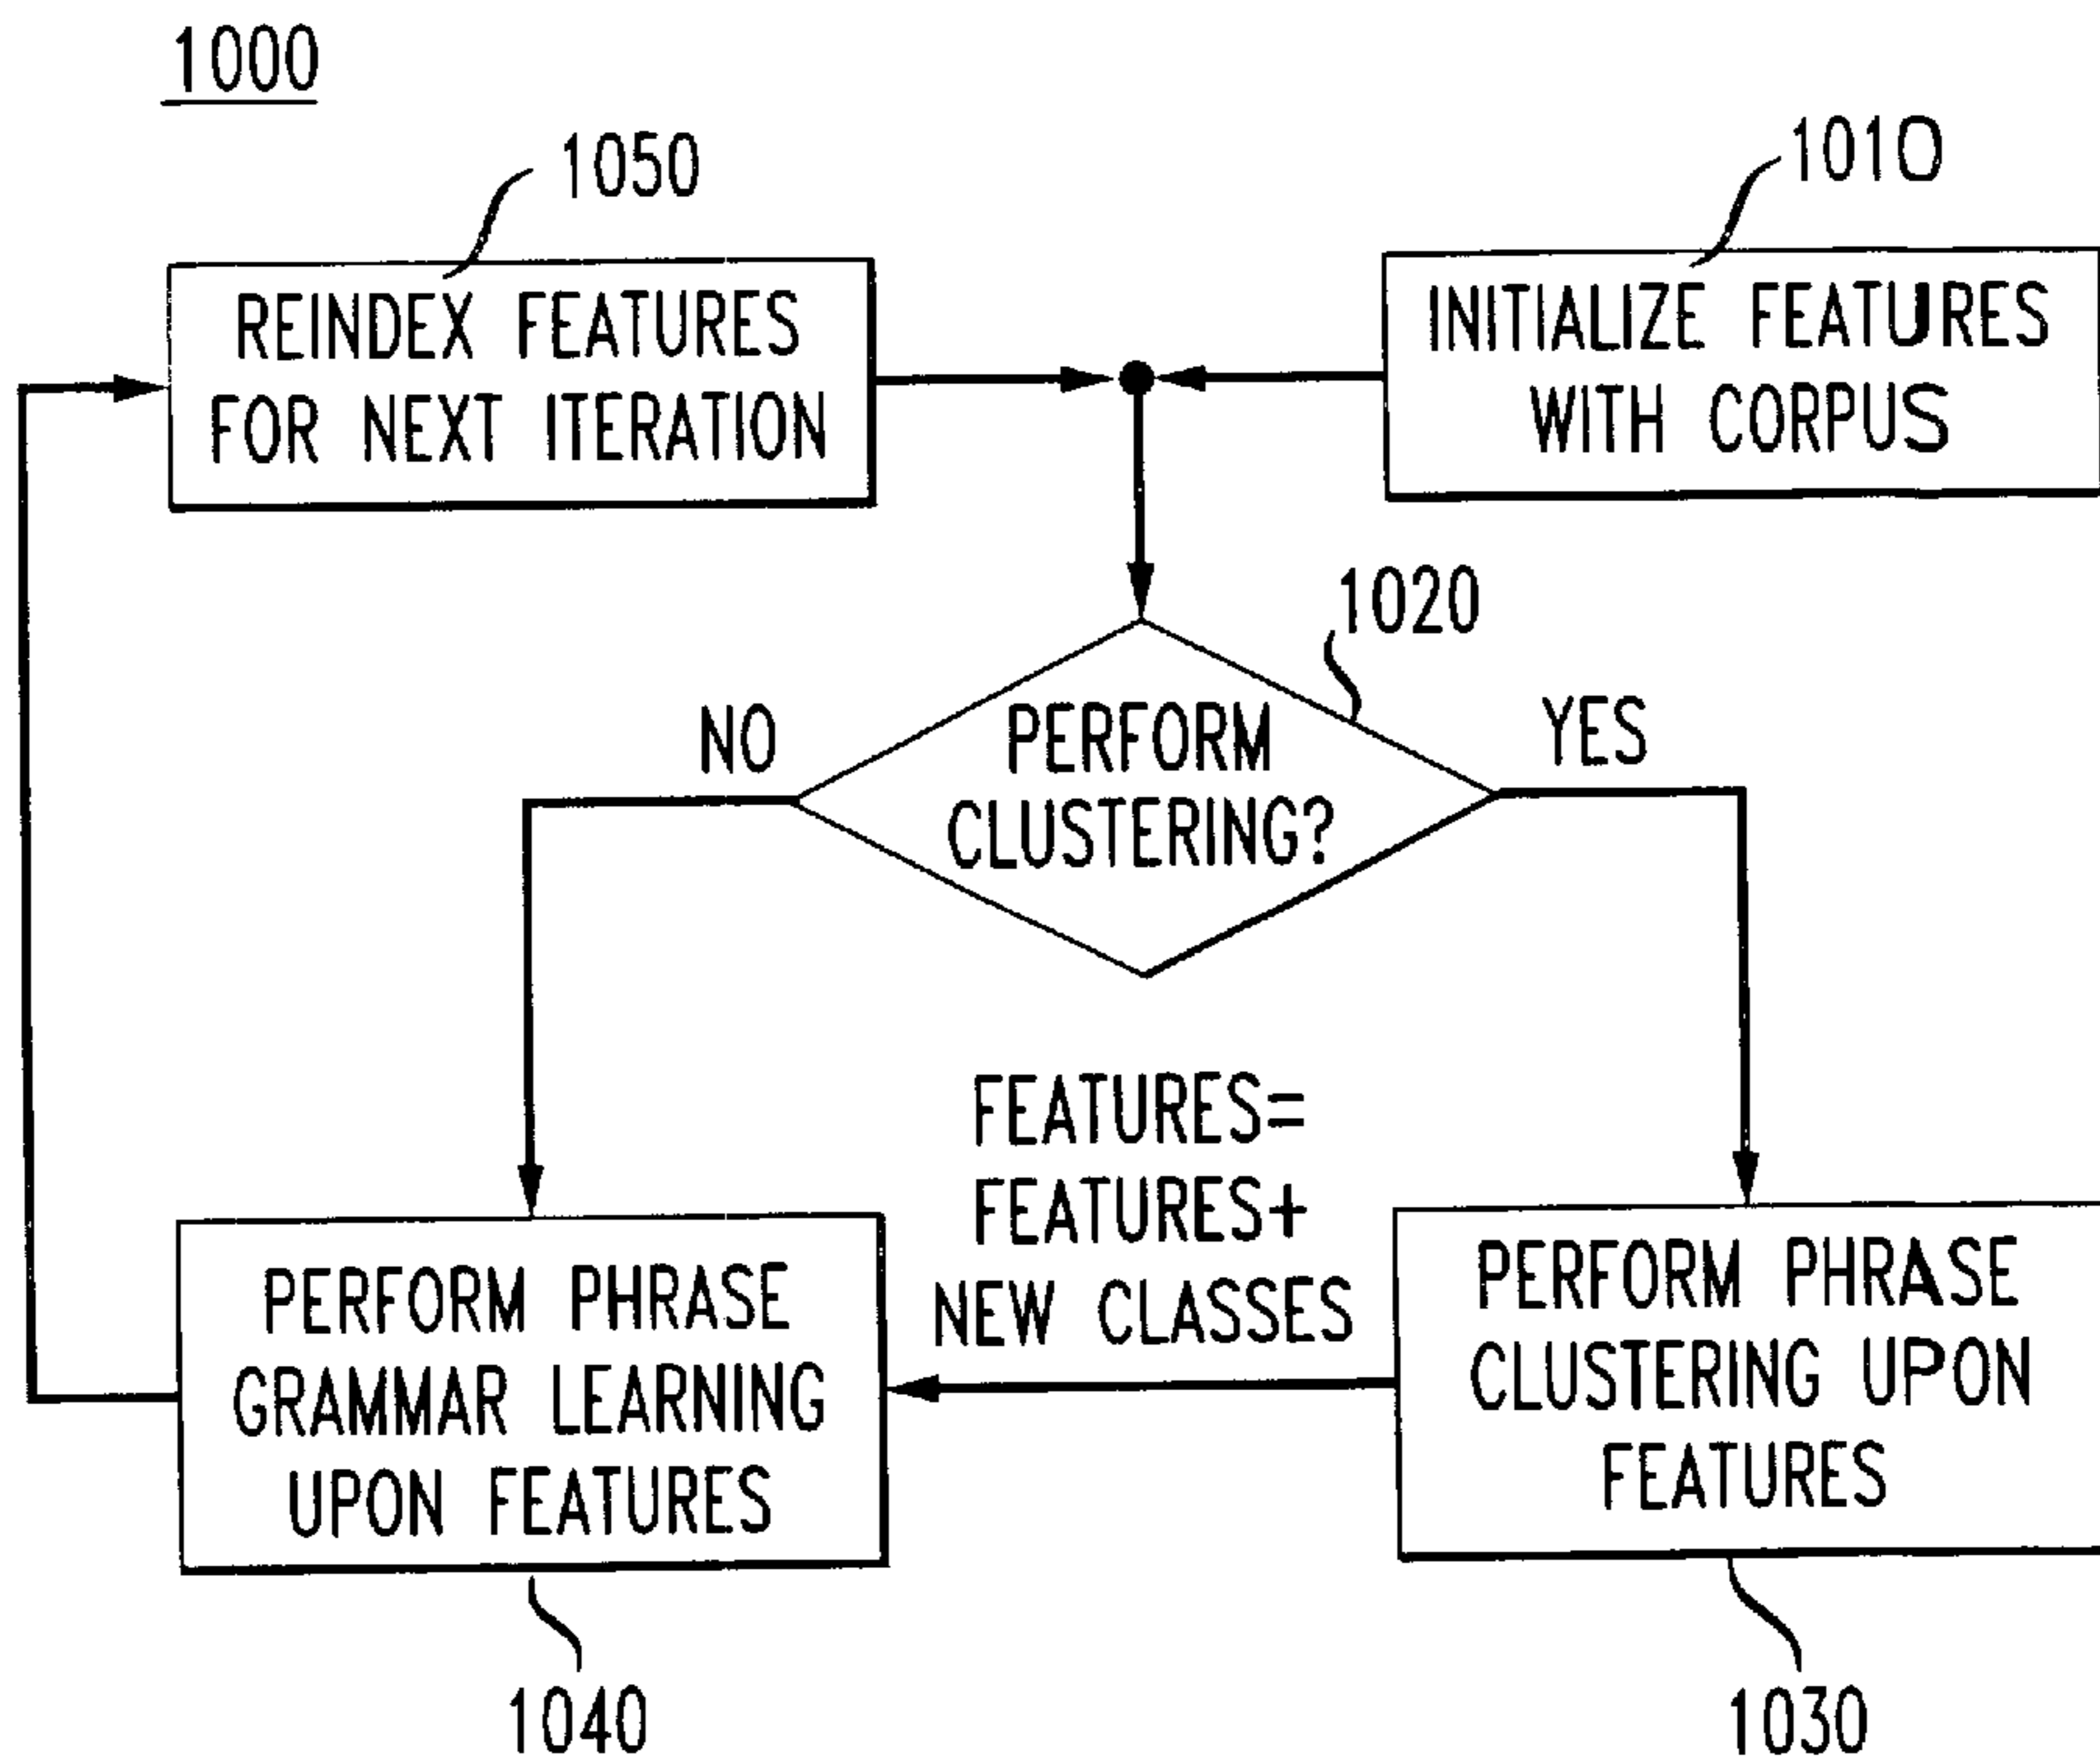 1000
1050
1010
REINDEX FEATURES
FOR NEXT ITERATION
INITIALIZE FEATURES
WITH CORPUS
1020
NO
PERFORM
CLUSTERING?
YES
FEATURES=
FEATURES+
NEW CLASSES
PERFORM PHRASE
GRAMMAR LEARNING
UPON FEATURES
PERFORM PHRASE
CLUSTERING UPON
FEATURES
1040
1030